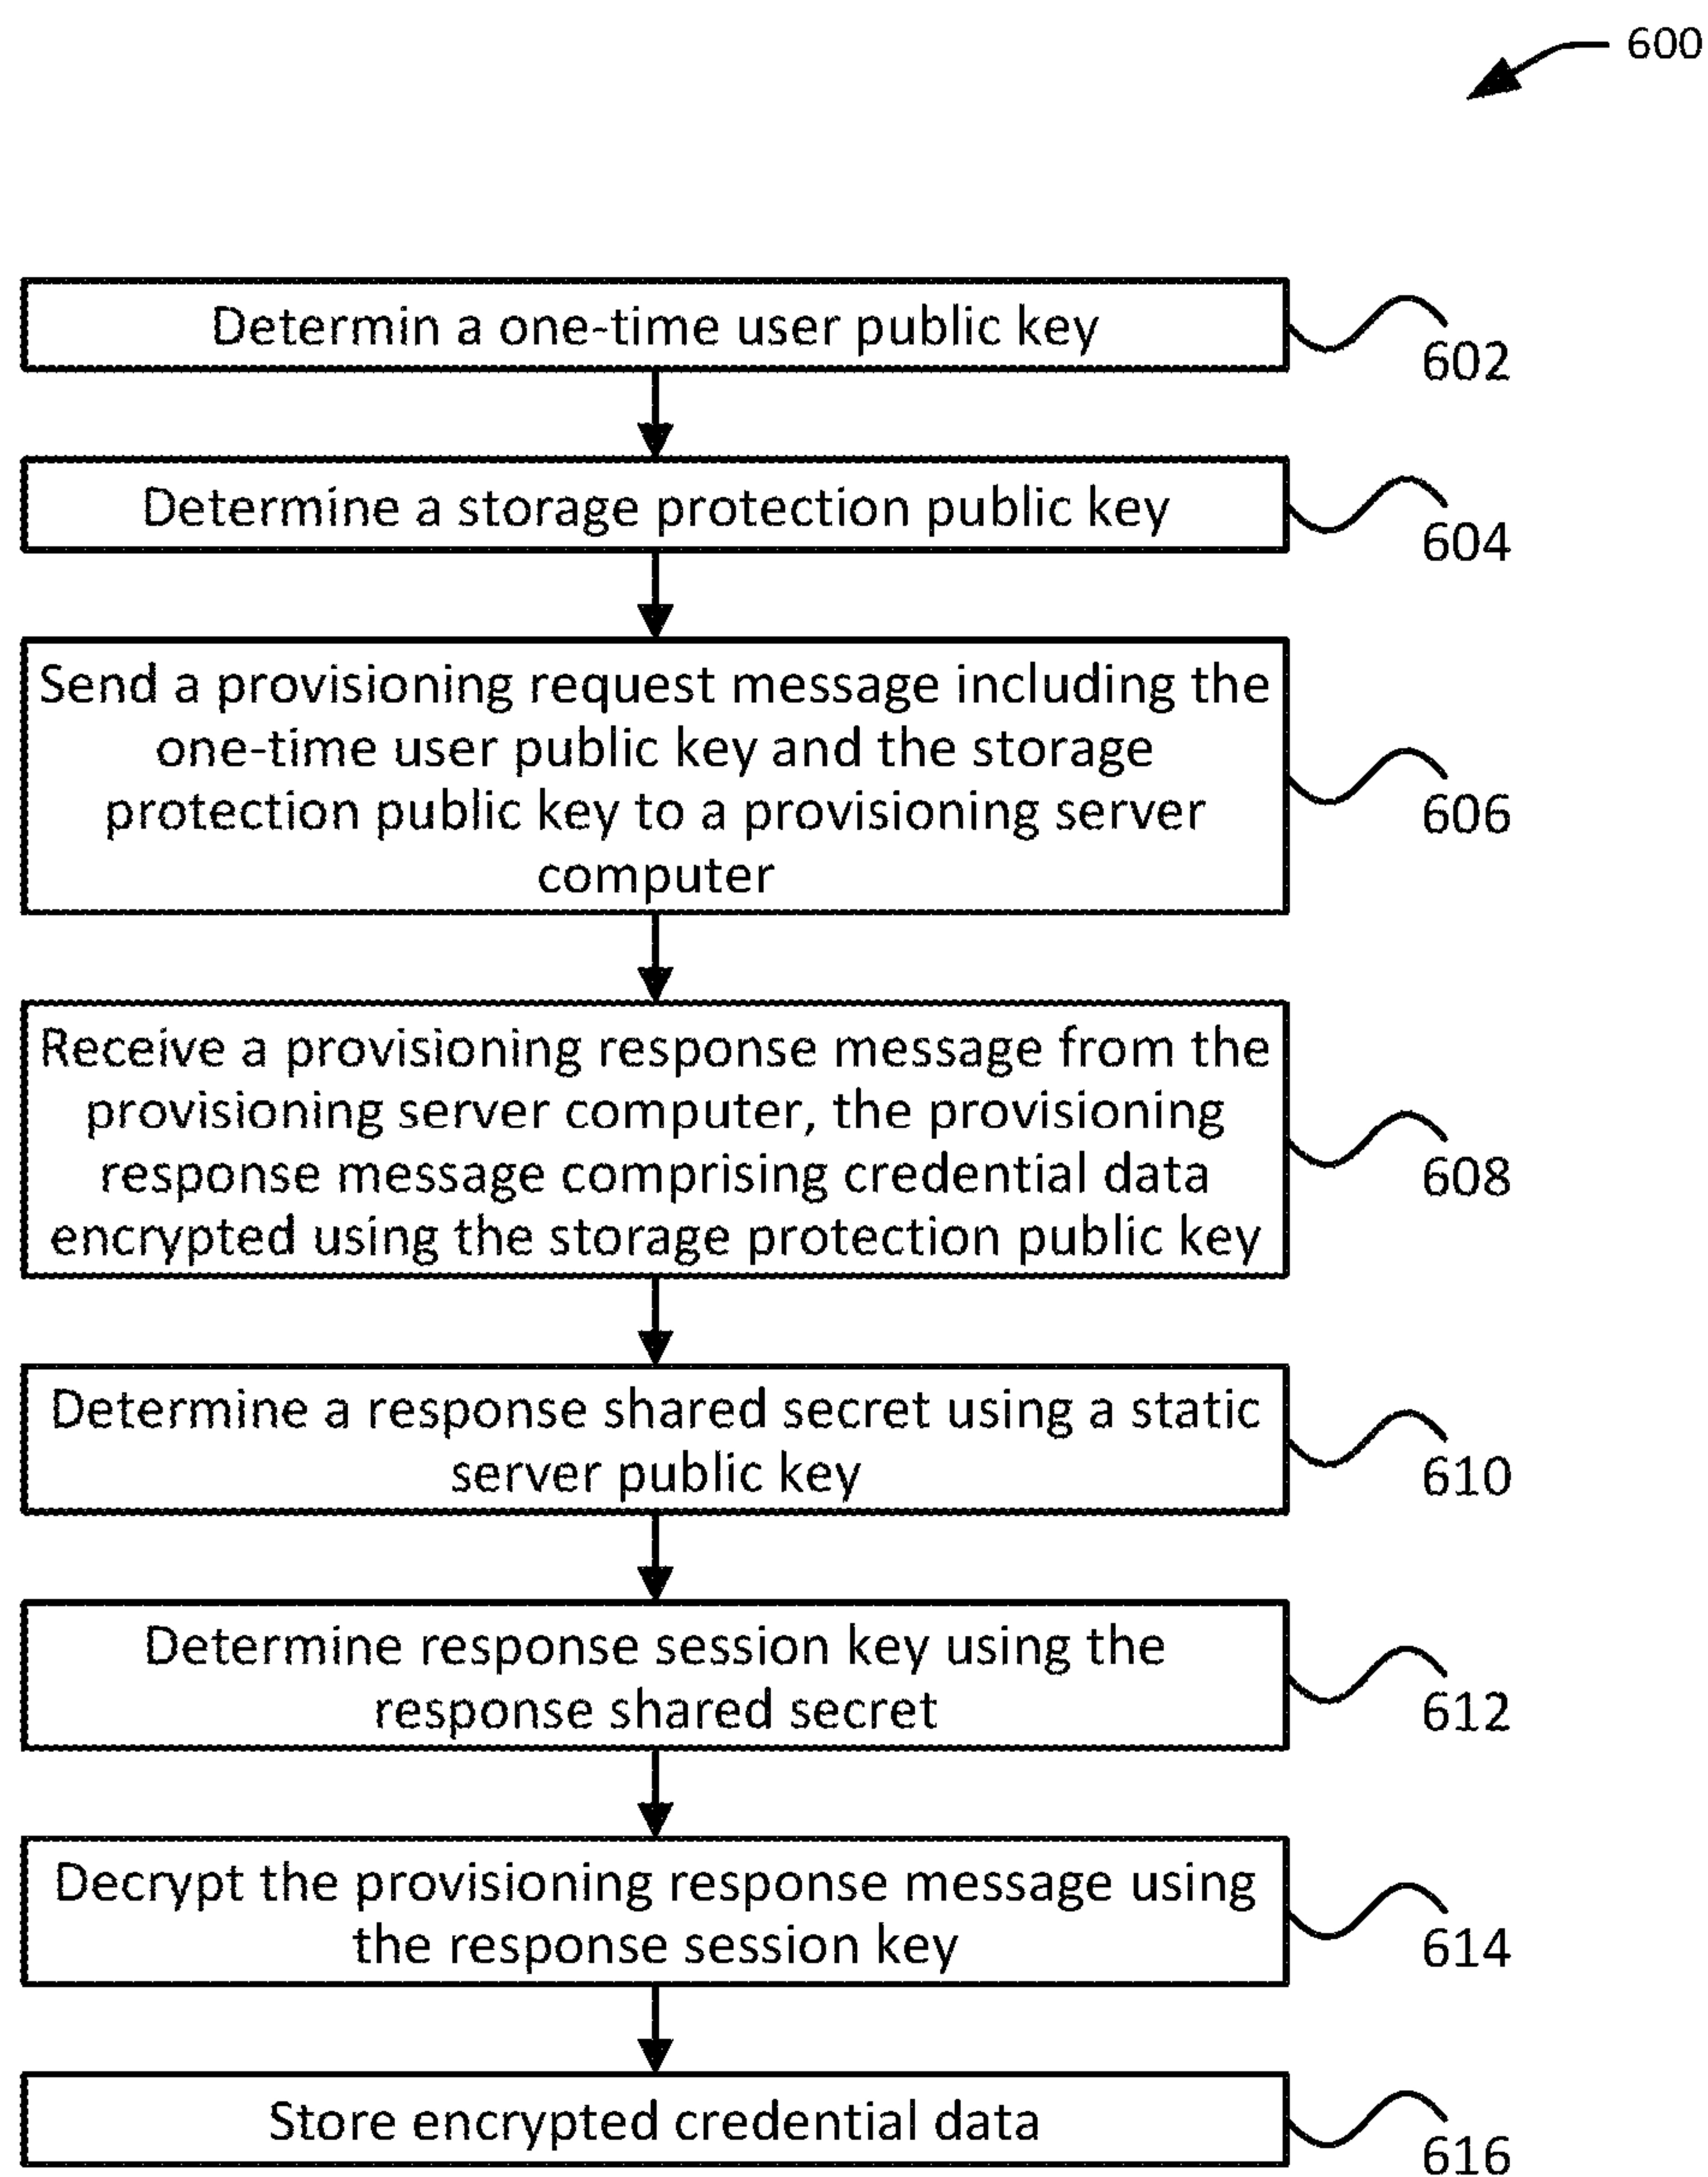 600
Determin a one-time user public key
602
Determine a storage protection public key
604
Send a provisioning request message including the
one-time user public key and the storage
protection public key to a provisioning server
computer
606
Receive a provisioning response message from the
provisioning server computer, the provisioning
response message comprising credential data
encrypted using the storage protection public key
608
Determine a response shared secret using a static
server public key
610
Determine response session key using the
response shared secret
612
Decrypt the provisioning response message using
the response session key
614
Store encrypted credential data
616